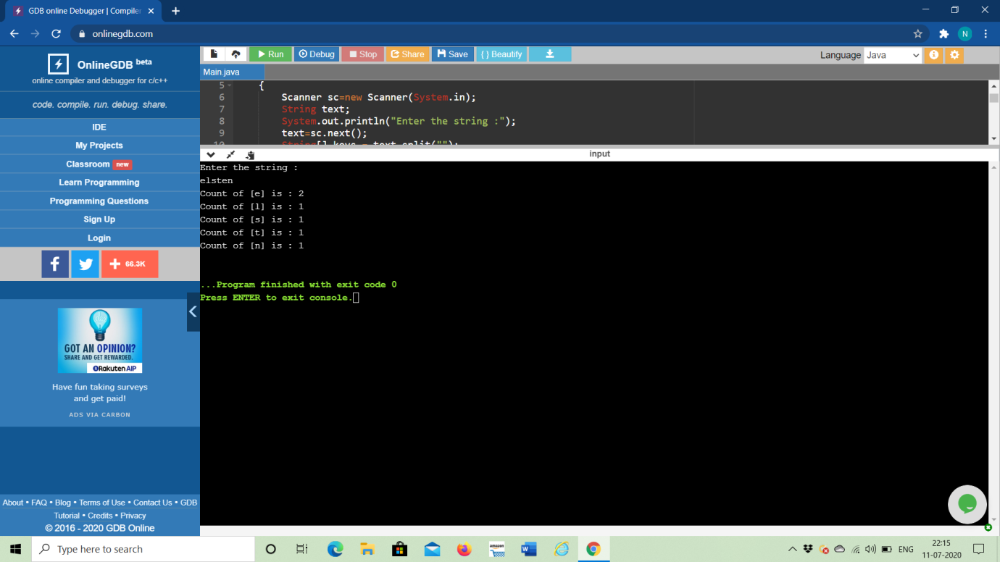 GDB online Debugger | Compiler
onlinegdb.com
N
OnlineGDB beta
online compiler and debugger for c/c++
code. compile. run. debug. share.
IDE
My Projects
Classroom new
Learn Programming
Programming Questions
Sign Up
Login
66.3K
GOT AN OPINION?
SHARE AND GET REWARDED.
Rakuten AIP
Have fun taking surveys
and get paid!
ADS VIA CARBON
About • FAQ • Blog • Terms of Use • Contact Us • GDB
Tutorial • Credits • Privacy
© 2016 - 2020 GDB Online
Run Debug Stop Share Save { } Beautify
Language Java
Main.java
5 {
6 Scanner sc=new Scanner(System.in);
7 String text;
8 System.out.println("Enter the string :");
9 text=sc.next();
10 String[] keys = text.split("");
input
Enter the string :
elsten
Count of [e] is : 2
Count of [l] is : 1
Count of [s] is : 1
Count of [t] is : 1
Count of [n] is : 1
...Program finished with exit code 0
Press ENTER to exit console.
Type here to search
amazon
ENG
22:15
11-07-2020